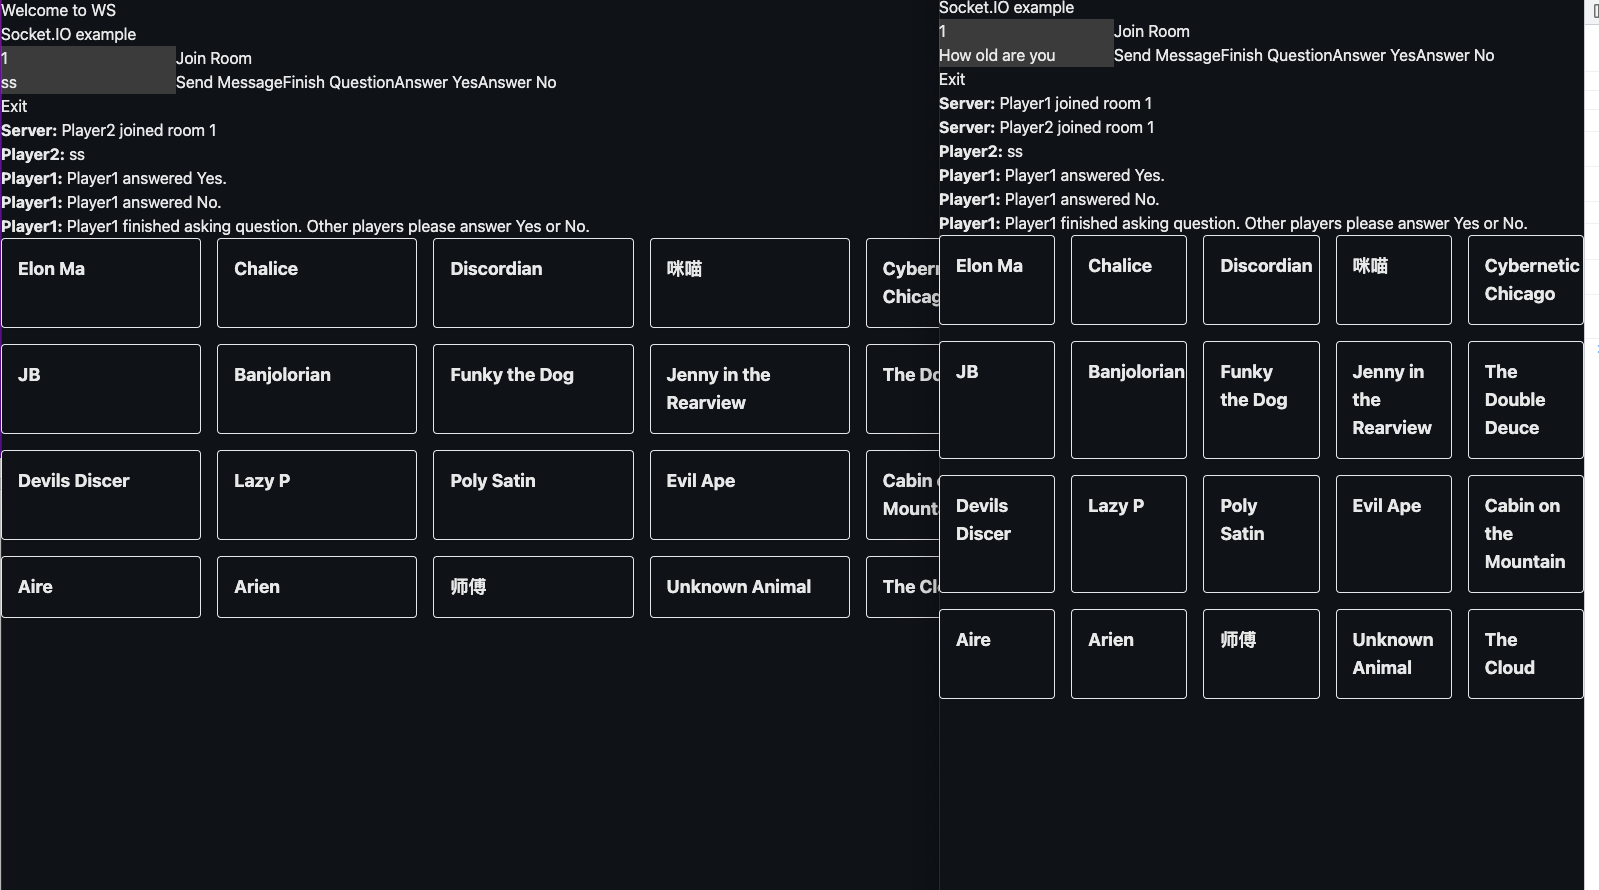 Welcome to WS
Socket.IO example
1
Join Room
ss
Send MessageFinish QuestionAnswer YesAnswer No
Exit
Server: Player2 joined room 1
Player2: ss
Player1: Player1 answered Yes.
Player1: Player1 answered No.
Player1: Player1 finished asking question. Other players please answer Yes or No.
Elon Ma
Chalice
Discordian
咪喵
Cybern
Chicag
JB
Banjolorian
Funky the Dog
Jenny in the
Rearview
The Do
Devils Discer
Lazy P
Poly Satin
Evil Ape
Cabin
Mount
Aire
Arien
师傅
Unknown Animal
The Cl
Socket.IO example
1
Join Room
How old are you
Send MessageFinish QuestionAnswer YesAnswer No
Exit
Server: Player1 joined room 1
Server: Player2 joined room 1
Player2: ss
Player1: Player1 answered Yes.
Player1: Player1 answered No.
Player1: Player1 finished asking question. Other players please answer Yes or No.
Elon Ma
Chalice
Discordian
咪喵
Cybernetic
Chicago
JB
Banjolorian
Funky
the Dog
Jenny in
the
Rearview
The
Double
Deuce
Devils
Discer
Lazy P
Poly
Satin
Evil Ape
Cabin on
the
Mountain
Aire
Arien
师傅
Unknown
Animal
The
Cloud